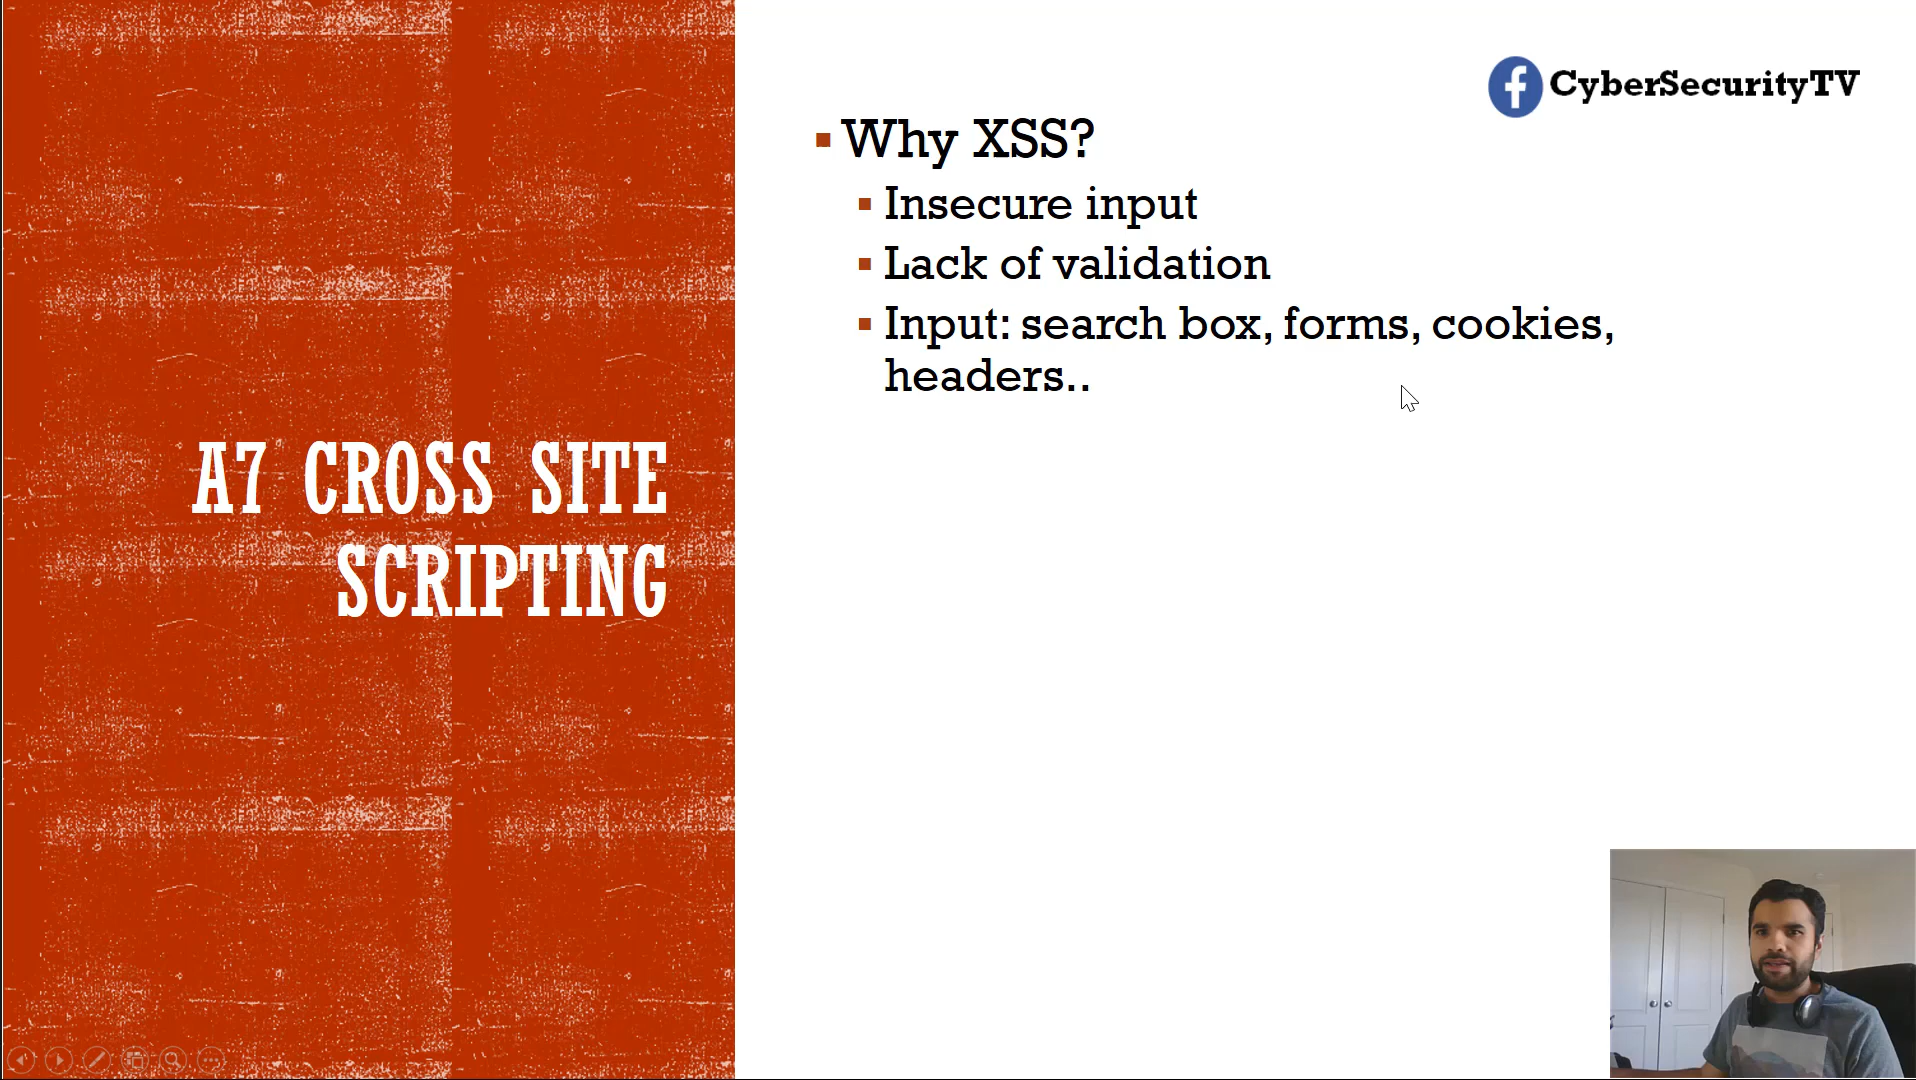 CyberSecurityTV
Why XSS?
Insecure input
Lack of validation
Input: search box, forms, cookies,
headers..
A7 CROSS SITE
SCRIPTING